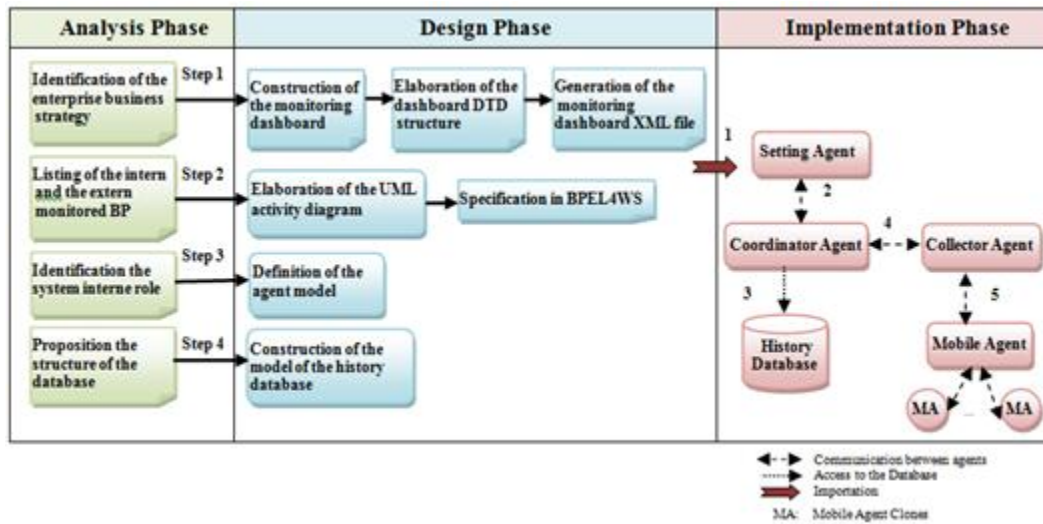 Analysis Phase
Design Phase
Implementation Phase
Identification of the
enterprise business
strategy
Step 1
Construction of
the monitoring
dashboard
Elaboration of the
dashboard DTD
structure
Generation of the
monitoring
dashboard XML file
Listing of the intern
and the extern
monitored BP
Step 2
Elaboration of the UML
activity diagram
Specification in BPEL4WS
Identification the
system interne role
Step 3
Definition of the
agent model
Proposition the
structure of the
database
Step 4
Construction of the
model of the history
database
1
Setting Agent
2
Coordinator Agent
4
Collector Agent
3
History
Database
5
Mobile Agent
MA
...
MA
Communication between agents
Access to the Database
Importation
MA: Mobile Agent Clones